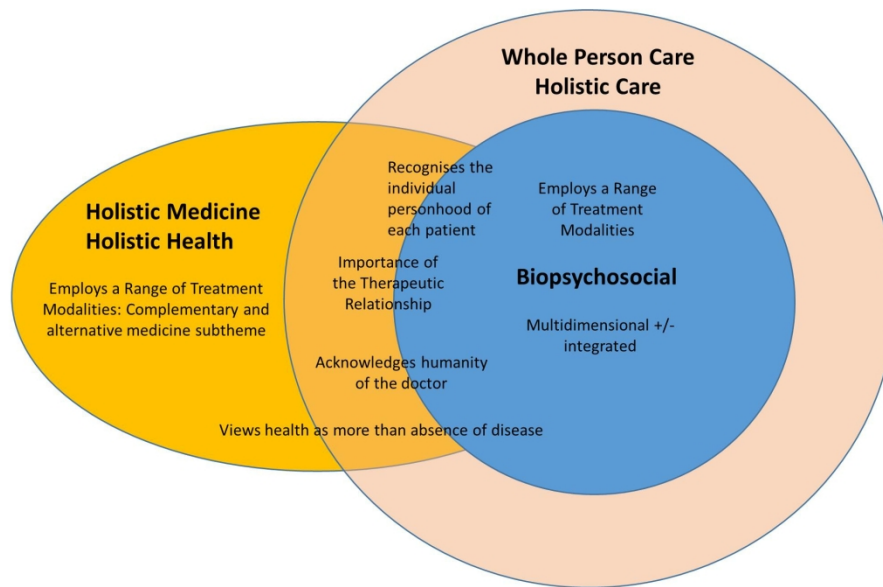 Whole Person Care
Holistic Care
Recognises the
individual
personhood of
each patient
Employs a Range
of Treatment
Modalities
Holistic Medicine
Holistic Health
Importance of
the Therapeutic
Relationship
Biopsychosocial
Employs a Range of Treatment
Modalities: Complementary and
alternative medicine subtheme
Multidimensional +/-
integrated
Acknowledges humanity
of the doctor
Views health as more than absence of disease